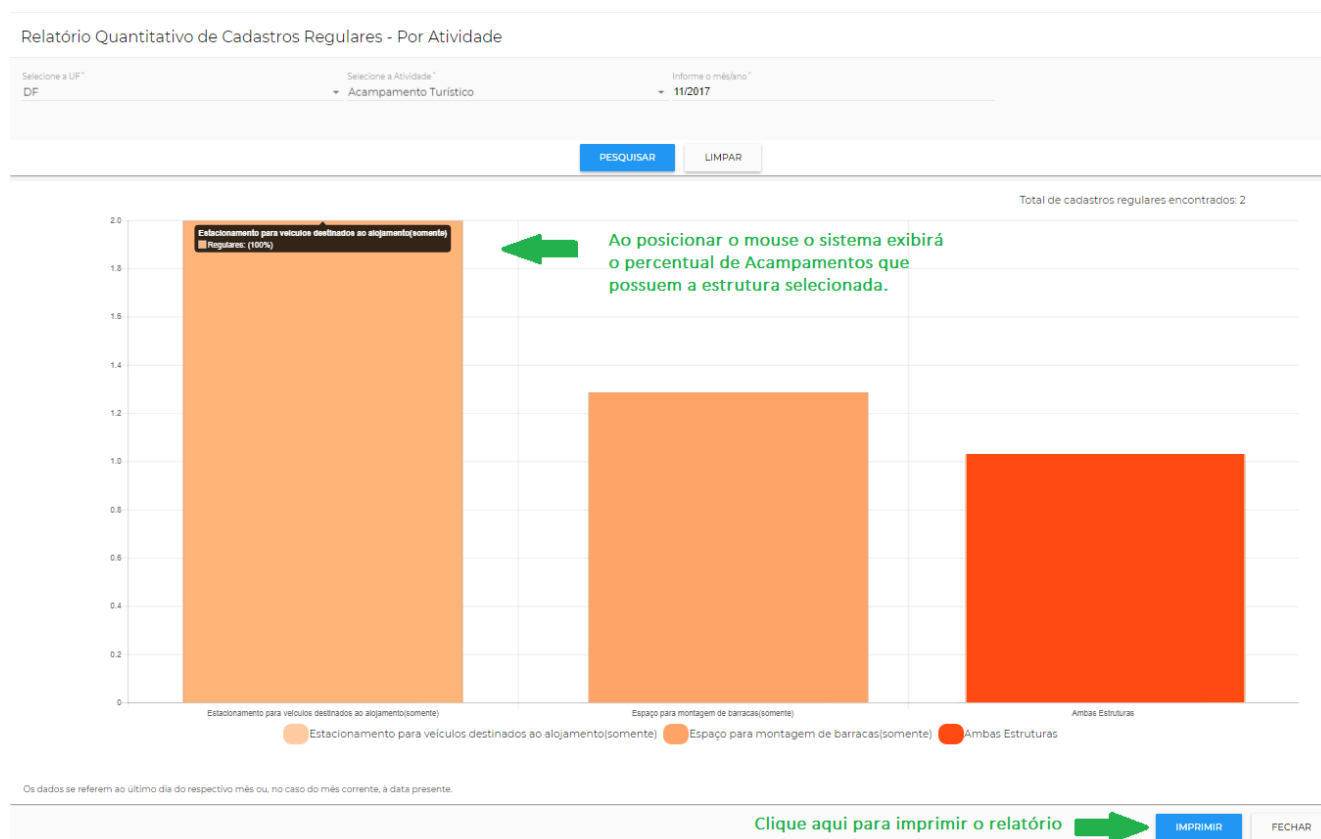 Relatório Quantitativo de Cadastros Regulares - Por Atividade
Selecione a UF *
Selecione a Atividade *
Informe o mês/ano *
DF
Acampamento Turístico
11/2017
PESQUISAR
LIMPAR
Total de cadastros regulares encontrados: 2
2.0
Estacionamento para veículos destinados ao alojamento(somente)
Regulares: (100%)
Ao posicionar o mouse o sistema exibirá
o percentual de Acampamentos que
possuem a estrutura selecionada.
1.8
1.6
1.4
1.2
1.0
0.8
0.6
0.4
0.2
0
Estacionamento para veículos destinados ao alojamento(somente)
Espaço para montagem de barracas(somente)
Ambas Estruturas
Estacionamento para veículos destinados ao alojamento(somente)
Espaço para montagem de barracas(somente)
Ambas Estruturas
Os dados se referem ao último dia do respectivo mês ou, no caso do mês corrente, à data presente.
Clique aqui para imprimir o relatório
IMPRIMIR
FECHAR